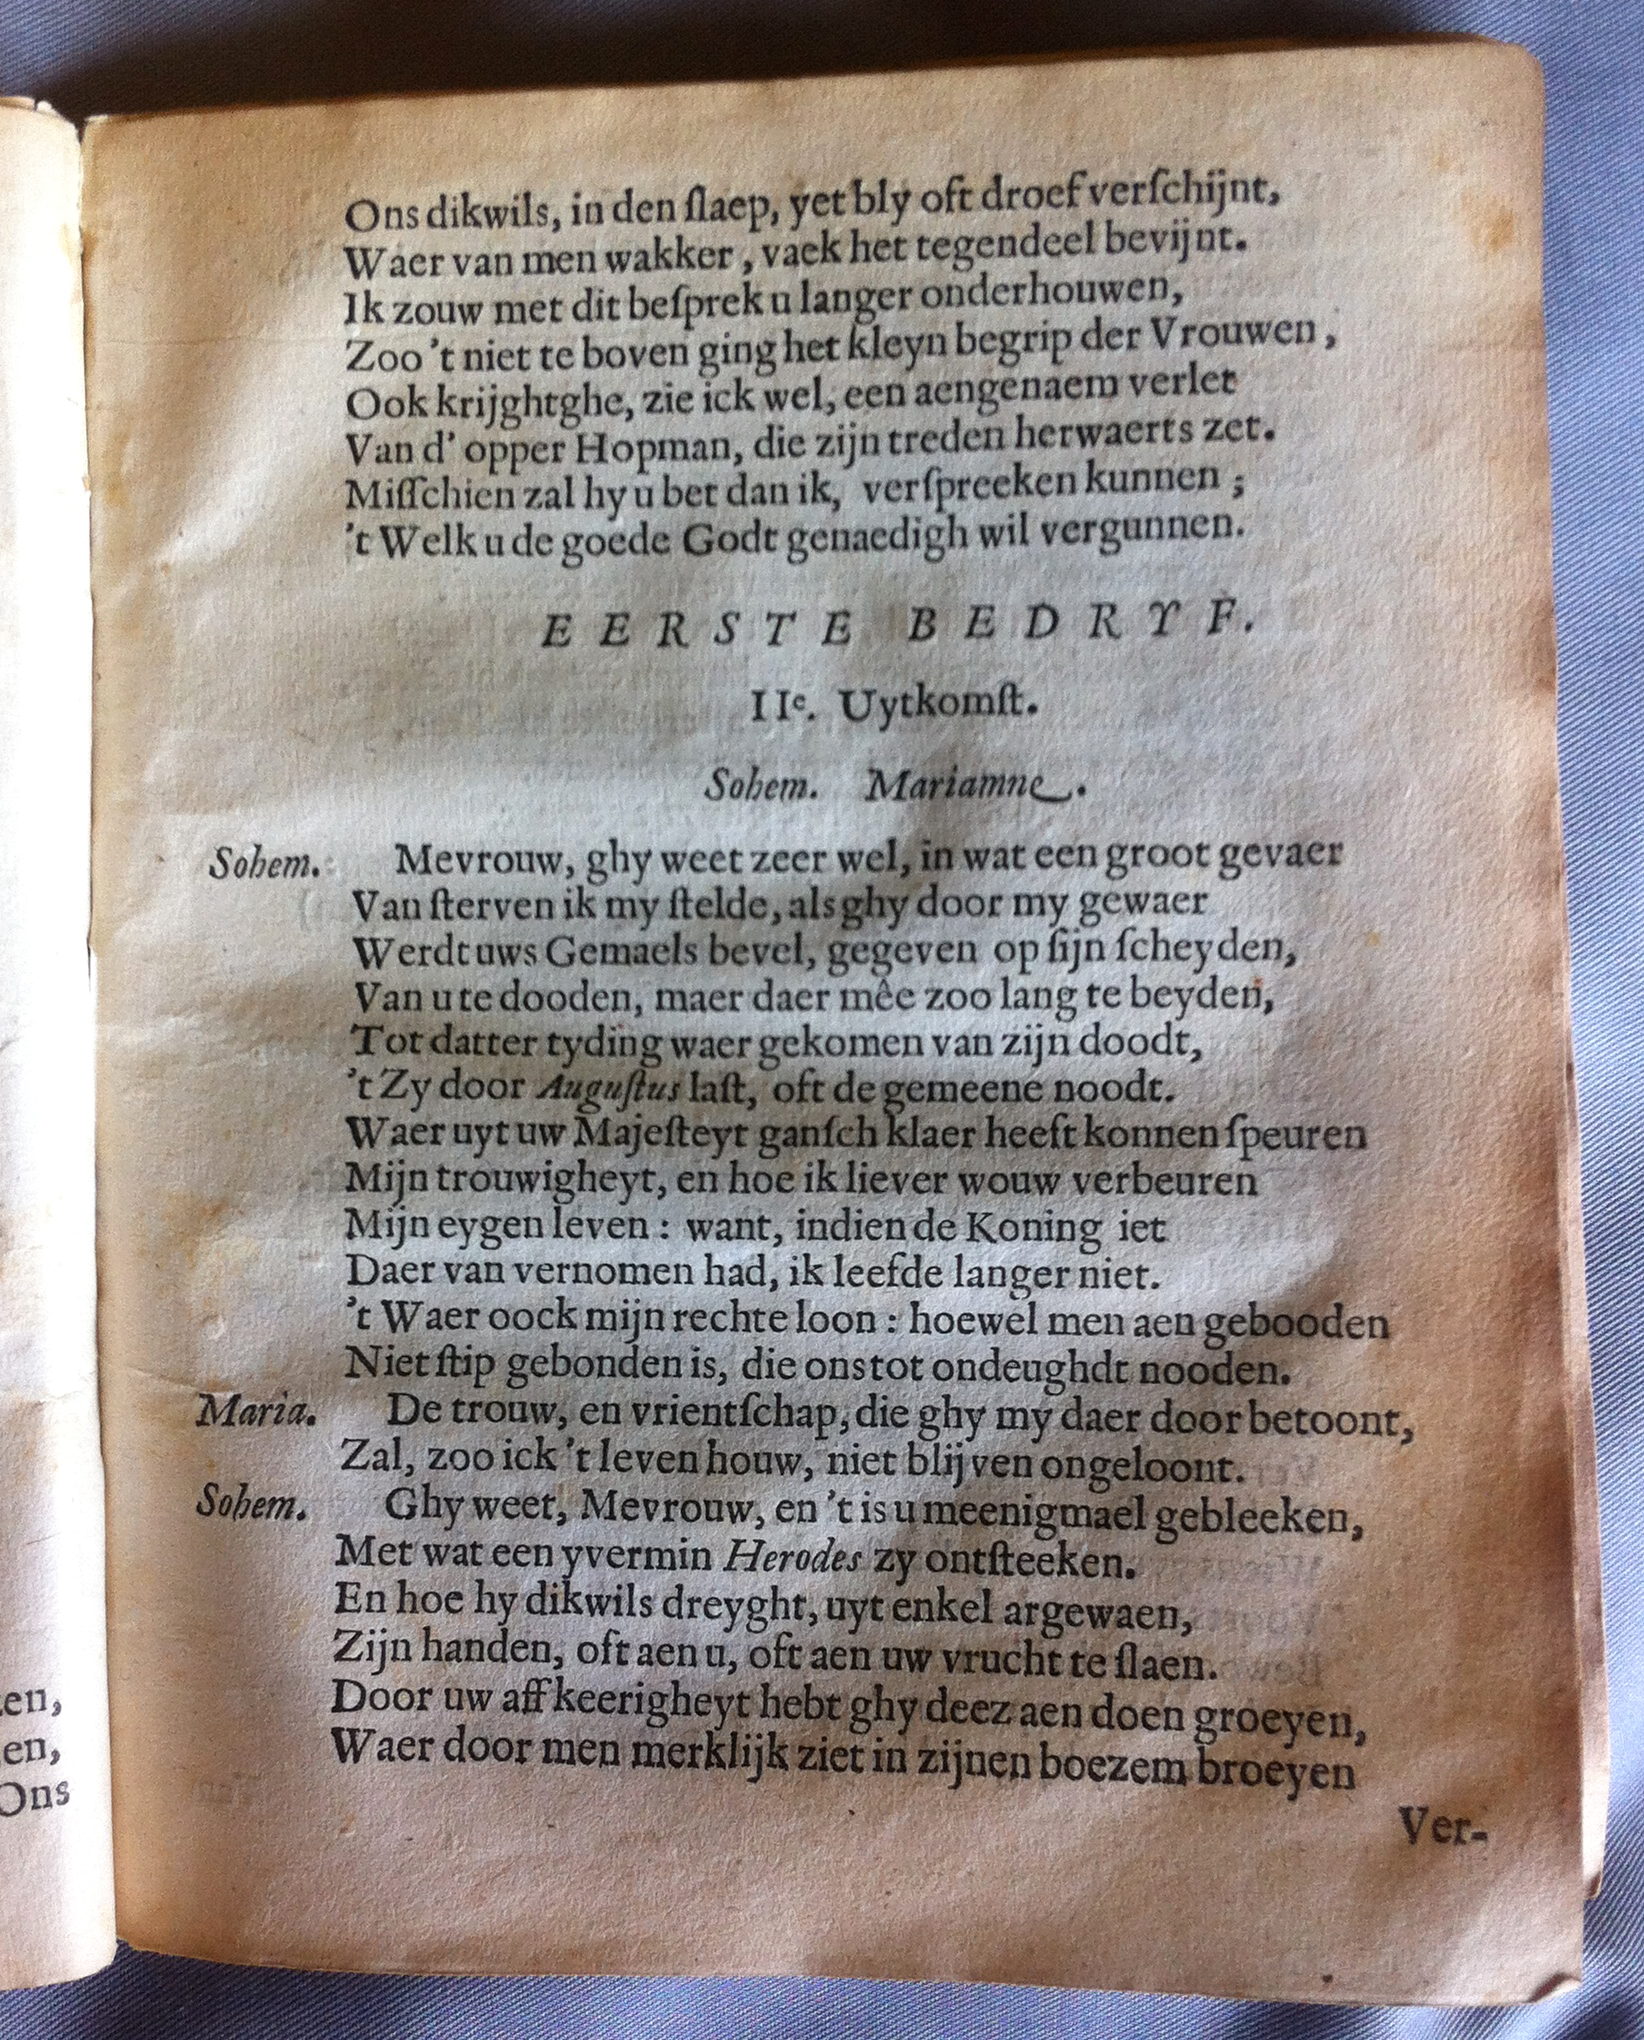 Ons dikwils, in den ſlaep, yet bly oft droef verſchijnt,
Waer van men wakker, vaek het tegendeel bevijnt.
Ik zouw met dit beſprek u langer onderhouwen,
Zoo 't niet te boven ging het kleyn begrip der Vrouwen,
Ook krijghtghe, zie ick wel, een aengenaem verlet
Van d' opper Hopman, die zijn treden herwaerts zet.
Miſſchien zal hy u bet dan ik, verſpreeken kunnen;
't Welk u de goede Godt genaedigh wil vergunnen.
EERSTE BEDRYF.
IIe. Uytkomſt.
Sohem. Mariamne.
Sohem. Mevrouw, ghy weet zeer wel, in wat een groot gevaer
Van ſterven ik my ſtelde, als ghy door my gewaer
Werdt uws Gemaels bevel, gegeven op ſijn ſcheyden,
Van u te dooden, maer daer mêe zoo lang te beyden,
Tot datter tyding waer gekomen van zijn doodt,
't Zy door Auguſtus laſt, oft de gemeene noodt.
Waer uyt uw Majeſteyt ganſch klaer heeft konnen ſpeuren
Mijn trouwigheyt, en hoe ik liever wouw verbeuren
Mijn eygen leven: want, indien de Koning iet
Daer van vernomen had, ik leefde langer niet.
't Waer oock mijn rechte loon: hoewel men aen gebooden
Niet ſtip gebonden is, die ons tot ondeughdt nooden.
Maria. De trouw, en vrientſchap, die ghy my daer door betoont,
Zal, zoo ick 't leven houw, niet blijven ongeloont.
Sohem. Ghy weet, Mevrouw, en 't is u meenigmael gebleeken,
Met wat een yvermin Herodes zy ontſteeken.
En hoe hy dikwils dreyght, uyt enkel argewaen,
Zijn handen, oft aen u, oft aen uw vrucht te ſlaen.
Door uw affkeerigheyt hebt ghy deez aen doen groeyen,
Waer door men merklijk ziet in zijnen boezem broeyen
Ver-
en,
en,
Ons